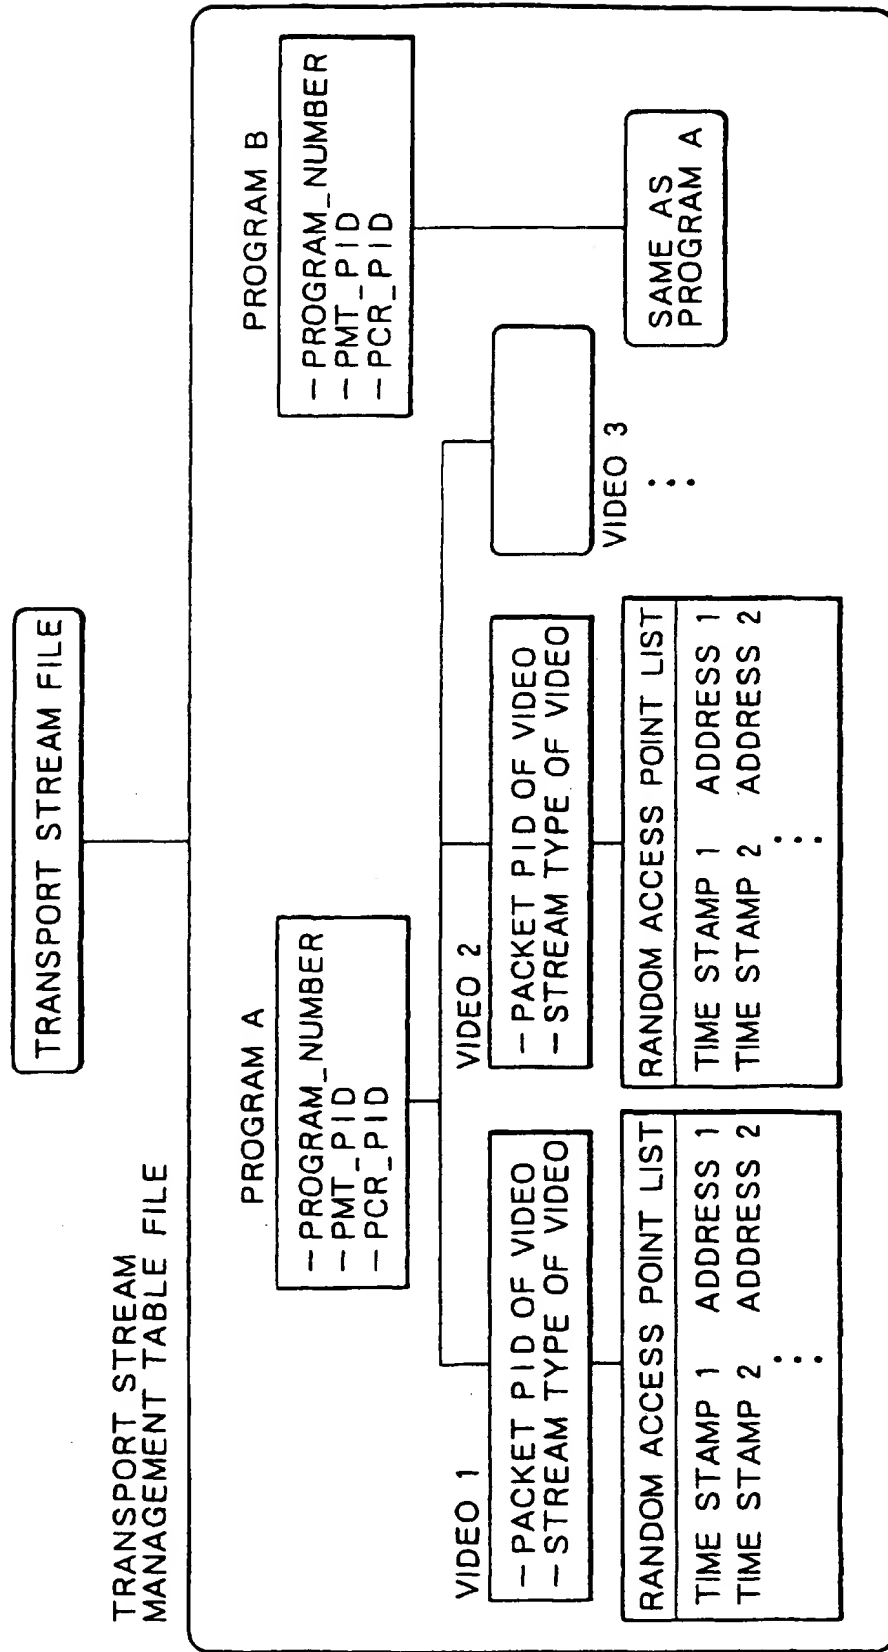 TRANSPORT STREAM FILE
TRANSPORT STREAM
MANAGEMENT TABLE FILE
PROGRAM A
—PROGRAM_NUMBER
—PMT_PID
—PCR_PID
PROGRAM B
—PROGRAM_NUMBER
—PMT_PID
—PCR_PID
VIDEO 1
—PACKET PID OF VIDEO
—STREAM TYPE OF VIDEO
RANDOM ACCESS POINT LIST
TIME STAMP 1 ADDRESS 1
TIME STAMP 2 ADDRESS 2
⋮
VIDEO 2
—PACKET PID OF VIDEO
—STREAM TYPE OF VIDEO
RANDOM ACCESS POINT LIST
TIME STAMP 1 ADDRESS 1
TIME STAMP 2 ADDRESS 2
⋮
VIDEO 3
⋮
SAME AS
PROGRAM A